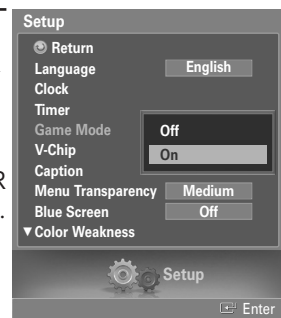 Setup
Return
Language English
Clock
Timer
Game Mode Off
On
V-Chip
Caption
R
Menu Transparency Medium
.
Blue Screen Off
▼Color Weakness
Setup
Enter